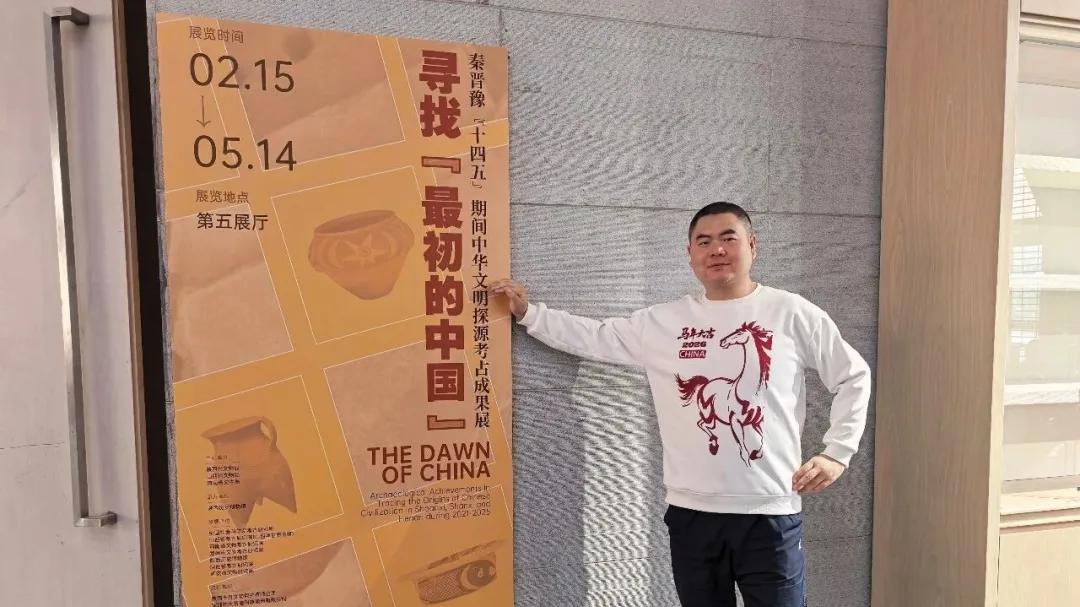 展览时间
02.15
05.14
展览地点
第五展厅
寻找『最初的中国』
秦晋豫『十四五』期间中华文明探源考古成果展
THE DAWN
OF CHINA
Archaeological Achievements in
Tracing the Origins of Chinese
Civilization in Shaanxi, Shanxi and
Henan during 2021-2025
马年大吉
2026
CHINA